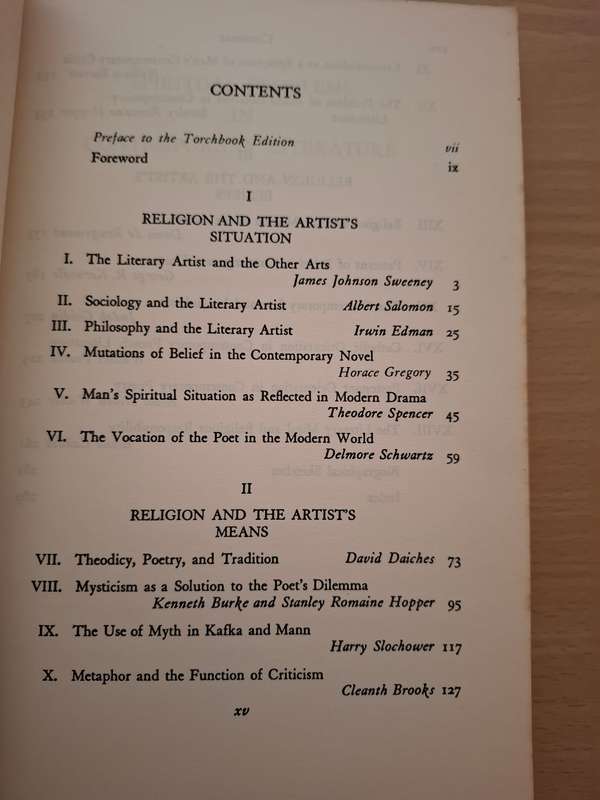 CONTENTS
Preface to the Torchbook Edition vii
Foreword ix
I
RELIGION AND THE ARTIST'S
SITUATION
I. The Literary Artist and the Other Arts
James Johnson Sweeney 3
II. Sociology and the Literary Artist Albert Salomon 15
III. Philosophy and the Literary Artist Irwin Edman 25
IV. Mutations of Belief in the Contemporary Novel
Horace Gregory 35
V. Man's Spiritual Situation as Reflected in Modern Drama
Theodore Spencer 45
VI. The Vocation of the Poet in the Modern World
Delmore Schwartz 59
II
RELIGION AND THE ARTIST'S
MEANS
VII. Theodicy, Poetry, and Tradition David Daiches 73
VIII. Mysticism as a Solution to the Poet's Dilemma
Kenneth Burke and Stanley Romaine Hopper 95
IX. The Use of Myth in Kafka and Mann
Harry Slochower 117
X. Metaphor and the Function of Criticism
Cleanth Brooks 127
xv